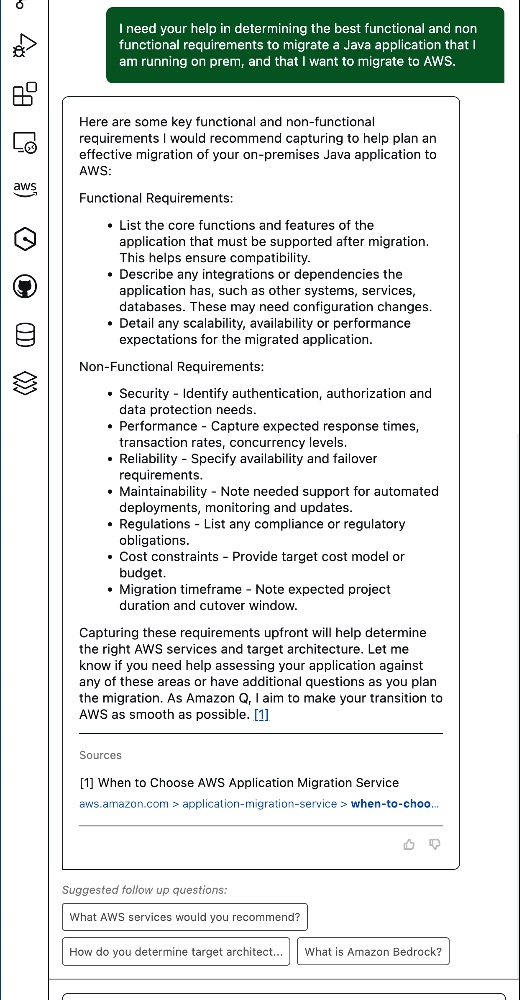 I need your help in determining the best functional and non
functional requirements to migrate a Java application that I
am running on prem, and that I want to migrate to AWS.
Here are some key functional and non-functional
requirements I would recommend capturing to help plan an
effective migration of your on-premises Java application to
AWS:
aws
Functional Requirements:
• List the core functions and features of the
application that must be supported after migration.
This helps ensure compatibility.
• Describe any integrations or dependencies the
application has, such as other systems, services,
databases. These may need configuration changes.
• Detail any scalability, availability or performance
expectations for the migrated application.
Non-Functional Requirements:
• Security - Identify authentication, authorization and
data protection needs.
• Performance - Capture expected response times,
transaction rates, concurrency levels.
• Reliability - Specify availability and failover
requirements.
• Maintainability - Note needed support for automated
deployments, monitoring and updates.
• Regulations - List any compliance or regulatory
obligations.
• Cost constraints - Provide target cost model or
budget.
• Migration timeframe - Note expected project
duration and cutover window.
Capturing these requirements upfront will help determine
the right AWS services and target architecture. Let me
know if you need help assessing your application against
any of these areas or have additional questions as you plan
the migration. As Amazon Q, I aim to make your transition to
AWS as smooth as possible. [1]
Sources
[1] When to Choose AWS Application Migration Service
aws.amazon.com > application-migration-service > when-to-choo...
Suggested follow up questions:
What AWS services would you recommend?
How do you determine target architect...
What is Amazon Bedrock?